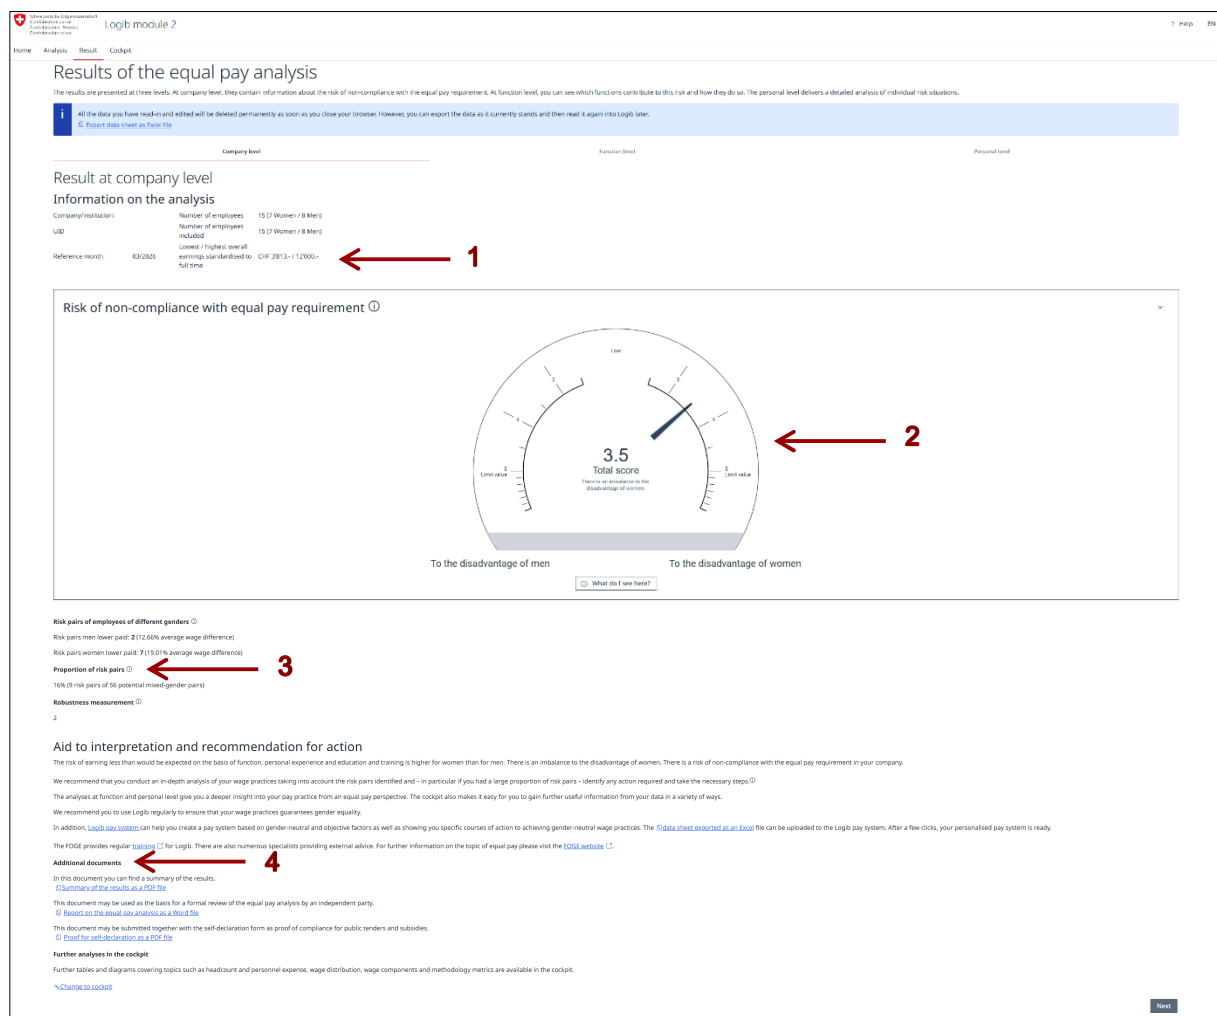 Schweizerische Eidgenossenschaft
Confédération suisse
Confederazione Svizzera
Confederaziun svizra
Logib module 2
? Help EN
Home Analysis Result Cockpit
Results of the equal pay analysis
The results are presented at three levels. At company level, they contain information about the risk of non-compliance with the equal pay requirement. At function level, you can see which functions contribute to this risk and how they do so. The personal level delivers a detailed analysis of individual risk situations.
i All the data you have read-in and edited will be deleted permanently as soon as you close your browser. However, you can export the data as it currently stands and then read it again into Logib later.
Export data sheet as Excel file
Company level Function level Personal level
Result at company level
Information on the analysis
Company/institution: Number of employees 15 (7 Women / 8 Men)
UID Number of employees included 15 (7 Women / 8 Men)
Reference month 03/2026 Lowest / highest overall earnings standardised to full time CHF 3'813.- / 12'000.-
1
Risk of non-compliance with equal pay requirement
Low
2 3
4 4
5 Limit value 5 Limit value
3.5
Total score
There is an imbalance to the
disadvantage of women.
2
To the disadvantage of men To the disadvantage of women
What do I see here?
Risk pairs of employees of different genders
Risk pairs men lower paid: 2 (12.66% average wage difference)
Risk pairs women lower paid: 7 (19.01% average wage difference)
Proportion of risk pairs
3
16% (9 risk pairs of 56 potential mixed-gender pairs)
Robustness measurement
2
Aid to interpretation and recommendation for action
The risk of earning less than would be expected on the basis of function, personal experience and education and training is higher for women than for men. There is an imbalance to the disadvantage of women. There is a risk of non-compliance with the equal pay requirement in your company.
We recommend that you conduct an in-depth analysis of your wage practices taking into account the risk pairs identified and – in particular if you had a large proportion of risk pairs – identify any action required and take the necessary steps.
The analyses at function and personal level give you a deeper insight into your pay practice from an equal pay perspective. The cockpit also makes it easy for you to gain further useful information from your data in a variety of ways.
We recommend you to use Logib regularly to ensure that your wage practices guarantees gender equality.
In addition, Logib pay system can help you create a pay system based on gender-neutral and objective factors as well as showing you specific courses of action to achieving gender-neutral wage practices. The data sheet exported as an Excel file can be uploaded to the Logib pay system. After a few clicks, your personalised pay system is ready.
The FOGE provides regular training for Logib. There are also numerous specialists providing external advice. For further information on the topic of equal pay please visit the FOGE website.
Additional documents
4
In this document you can find a summary of the results.
Summary of the results as a PDF file
This document may be used as the basis for a formal review of the equal pay analysis by an independent party.
Report on the equal pay analysis as a Word file
This document may be submitted together with the self-declaration form as proof of compliance for public tenders and subsidies.
Proof for self-declaration as a PDF file
Further analyses in the cockpit
Further tables and diagrams covering topics such as headcount and personnel expense, wage distribution, wage components and methodology metrics are available in the cockpit.
Change to cockpit
Next